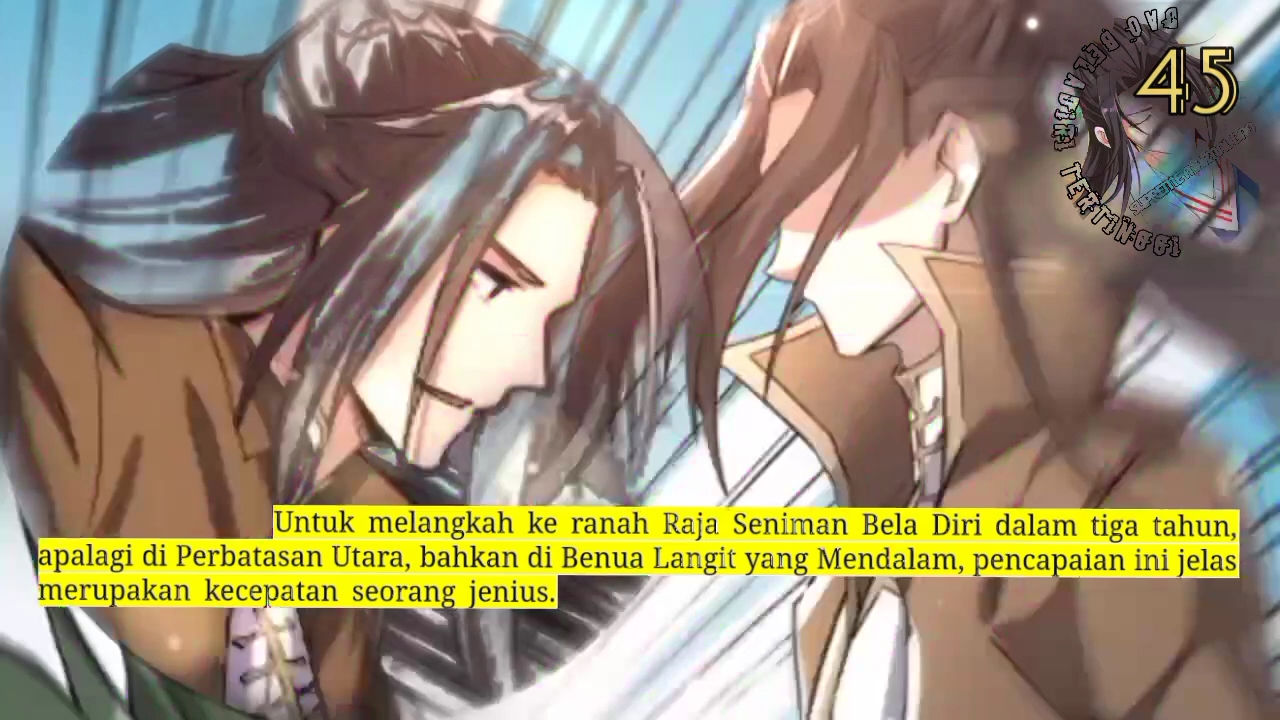 45
Untuk melangkah ke ranah Raja Seniman Bela Diri dalam tiga tahun,
apalagi di Perbatasan Utara, bahkan di Benua Langit yang Mendalam, pencapaian ini jelas
merupakan kecepatan seorang jenius.